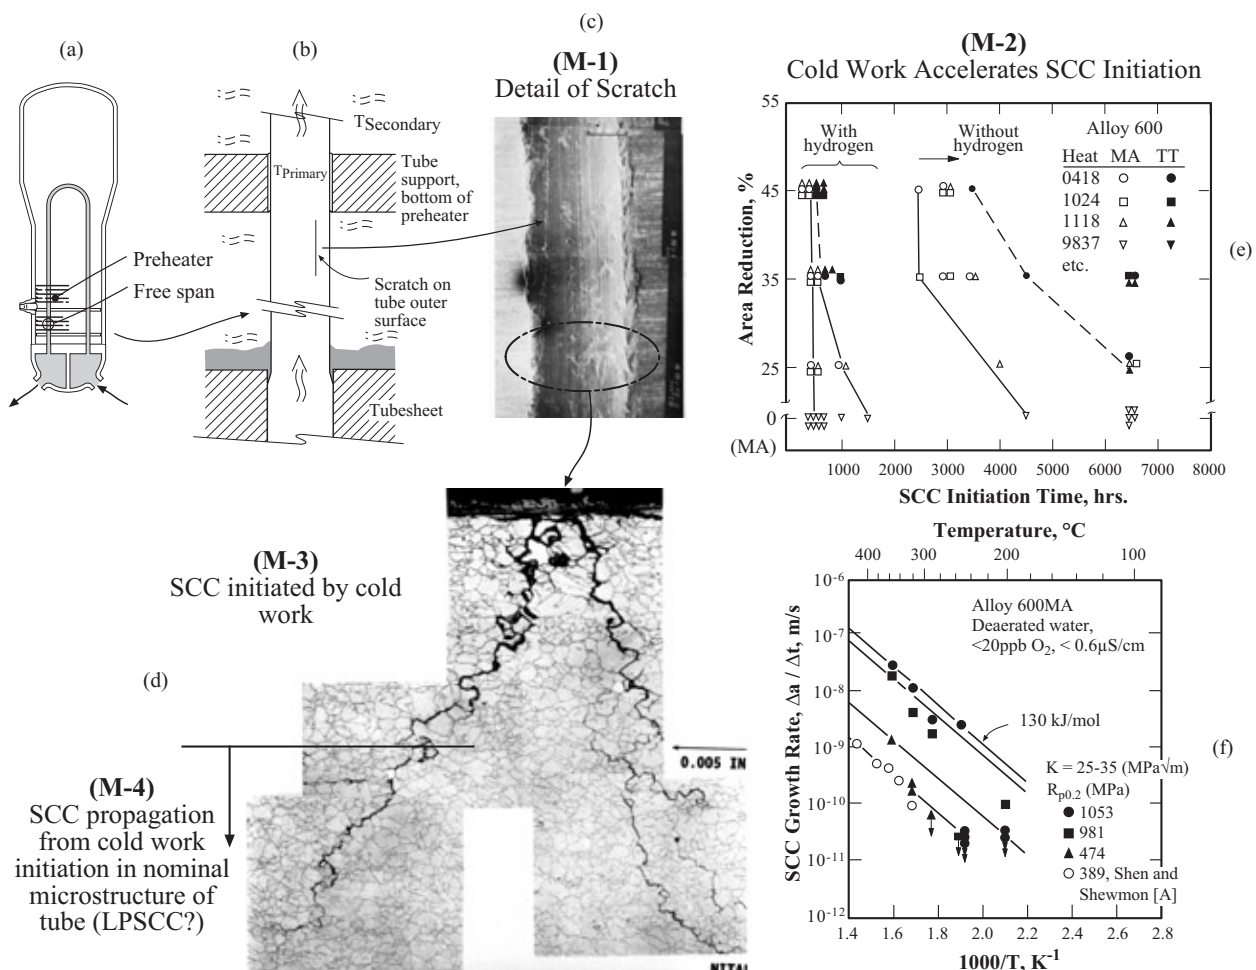 (a)
Preheater
Free span
(b)
TSecondary
TPrimary
Tube
support,
bottom of
preheater
Scratch on
tube outer
surface
Tubesheet
(c)
(M-1)
Detail of Scratch
(M-2)
Cold Work Accelerates SCC Initiation
55
45
35
25
0
(MA)
Area Reduction, %
With
hydrogen
Without
hydrogen
Alloy 600
Heat MA TT
0418
1024
1118
9837
etc.
(e)
1000 2000 3000 4000 5000 6000 7000 8000
SCC Initiation Time, hrs.
(M-3)
SCC initiated by cold
work
(d)
(M-4)
SCC propagation
from cold work
initiation in nominal
microstructure of
tube (LPSCC?)
0.005 IN
NITAL
Temperature, °C
400 300 200 100
10-6
10-7
10-8
10-9
10-10
10-11
10-12
SCC Growth Rate, Δa / Δt, m/s
Alloy 600MA
Deaerated water,
<20ppb O2, < 0.6µS/cm
130 kJ/mol
K = 25-35 (MPa√m)
Rp0.2 (MPa)
1053
981
474
389, Shen and
Shewmon [A]
(f)
1.4 1.6 1.8 2.0 2.2 2.4 2.6 2.8
1000/T, K-1